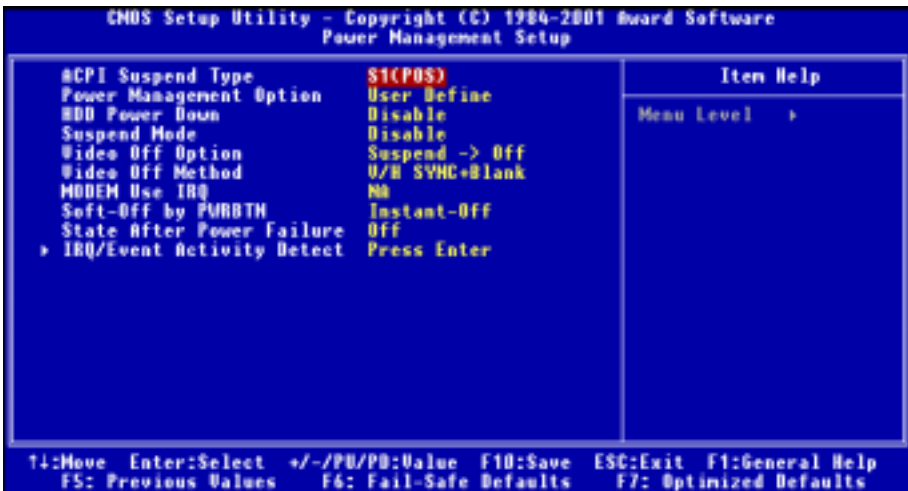 CMOS Setup Utility - Copyright (C) 1984-2001 Award Software
Power Management Setup
ACPI Suspend Type S1(POS)
Power Management Option User Define
HDD Power Down Disable
Suspend Mode Disable
Video Off Option Suspend -> Off
Video Off Method V/H SYNC+Blank
MODEM Use IRQ NA
Soft-Off by PWRBTN Instant-Off
State After Power Failure Off
▸ IRQ/Event Activity Detect Press Enter
Item Help
Menu Level ▸
↑↓:Move Enter:Select +/-/PU/PD:Value F10:Save ESC:Exit F1:General Help
F5: Previous Values F6: Fail-Safe Defaults F7: Optimized Defaults